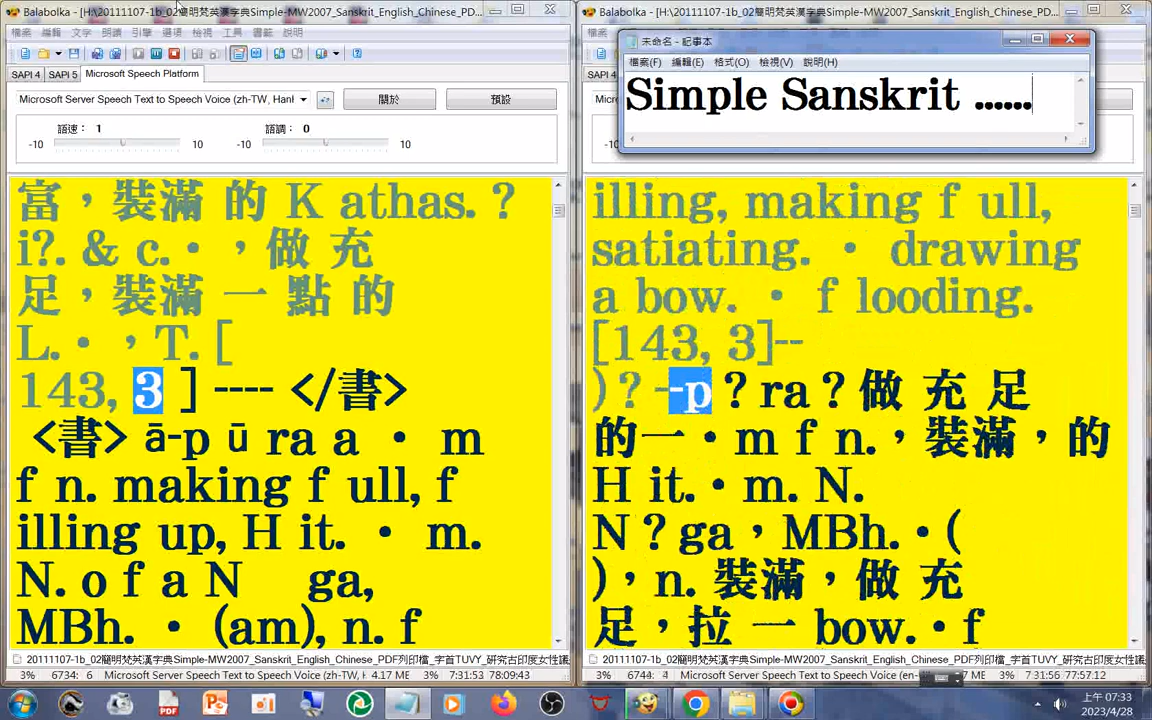 Balabolka - [H:\20111107-1b_02簡明梵英漢字典Simple-MW2007_Sanskrit_English_Chinese_PD...
檔案 編輯 文字 朗讀 引擎 選項 檢視 工具 書籤 說明
SAPI 4 SAPI 5 Microsoft Speech Platform
Microsoft Server Speech Text to Speech Voice (zh-TW, HanH
關於 預設
語速: 1 語調: 0
-10 10 -10 10
富，裝滿 的 K athas. ?
i?. & c.•，做 充
足，裝滿 一 點 的
L.•，T. [
143, 3 ] ---- </書>
<書> ā-p ū ra a • m
f n. making f ull, f
illing up, H it. • m.
N. o f a N ga,
MBh. • (am), n. f
20111107-1b_02簡明梵英漢字典Simple-MW2007_Sanskrit_English_Chinese_PDF列印檔_字首TUVY_研究古印度女性議
3% 6734: 6 Microsoft Server Speech Text to Speech Voice (zh-TW, H 4.17 ME 3% 7:31:53 78:09:43
Balabolka - [H:\20111107-1b_02簡明梵英漢字典Simple-MW2007_Sanskrit_English_Chinese_PD...
檔案
SAPI 4
Micro
-10
未命名 - 記事本
檔案(F) 編輯(E) 格式(O) 檢視(V) 說明(H)
Simple Sanskrit ......
illing, making f ull,
satiating. • drawing
a bow. • f looding.
[143, 3]--
)? --p ? ra ? 做 充 足
的一•m f n.，裝滿，的
H it.•m. N.
N ? ga，MBh.•(
)，n. 裝滿，做 充
足，拉 一 bow.•f
20111107-1b_02簡明梵英漢字典Simple-MW2007_Sanskrit_English_Chinese_PDF列印檔_字首TUVY_研究古印度女性議
3% 6744: 4 Microsoft Server Speech Text to Speech Voice (zh-TW, H ME 3% 7:31:56 77:57:12
上午 07:33
2023/4/28